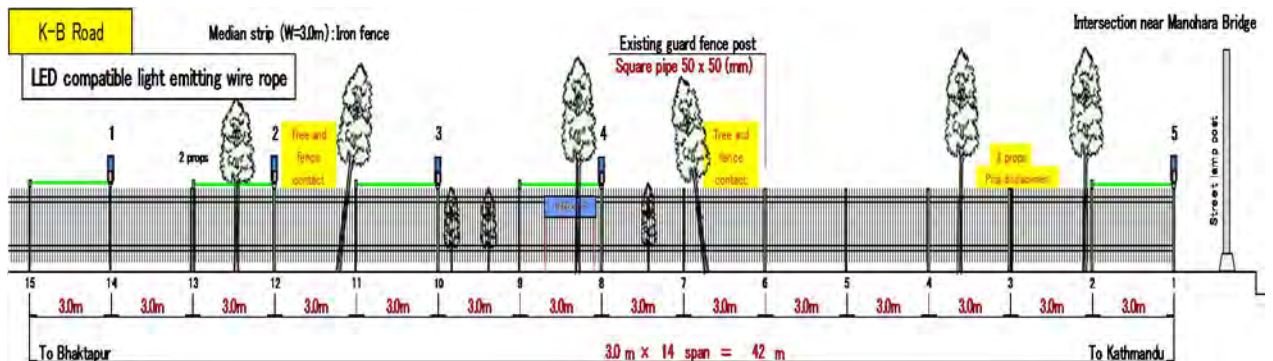 K-B Road
Median strip (W=3.0m):Iron fence
Intersection near Manohara Bridge
LED compatible light emitting wire rope
Existing guard fence post
Square pipe 50 x 50 (mm)
1
2 props
2
Tree and
fence
contact
3
4
Tree and
fence
contact
2 props
Prop displacement
5
Street lamp post
15 14 13 12 11 10 9 8 7 6 5 4 3 2 1
3.0m 3.0m 3.0m 3.0m 3.0m 3.0m 3.0m 3.0m 3.0m 3.0m 3.0m 3.0m 3.0m 3.0m
To Bhaktapur
3.0 m × 14 span = 42 m
To Kathmandu